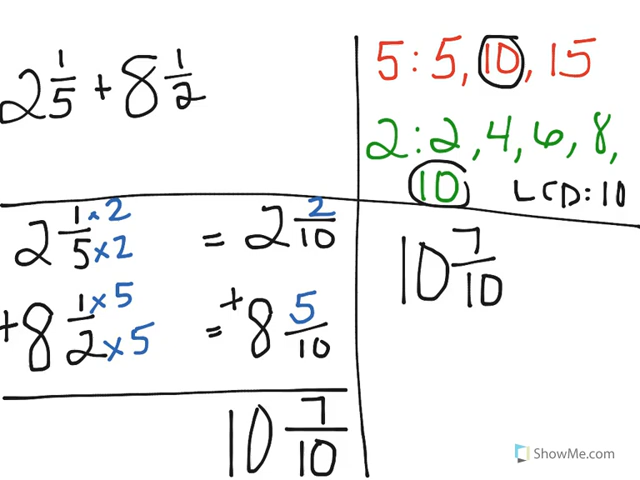 2 1/5 + 8 1/2
5 : 5, 10, 15
2 : 2, 4, 6, 8,
10
LCD: 10
2 1/5 × 2 × 2 = 2 2/10
+ 8 1/2 × 5 × 5 = + 8 5/10
10 7/10
10 7/10
ShowMe.com